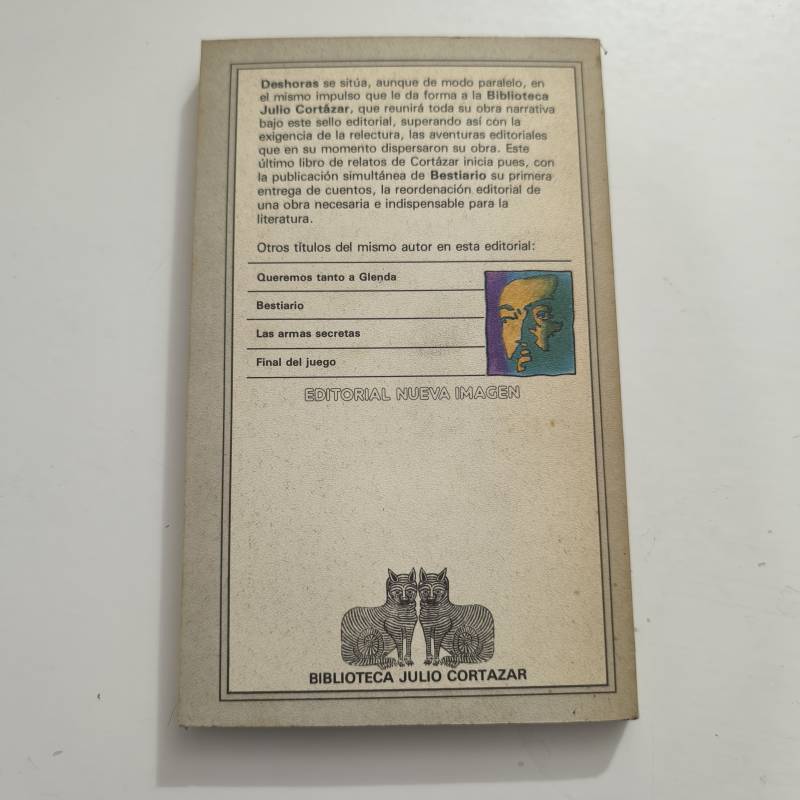 Deshoras se sitúa, aunque de modo paralelo, en
el mismo impulso que le da forma a la Biblioteca
Julio Cortázar, que reunirá toda su obra narrativa
bajo este sello editorial, superando así con la
exigencia de la relectura, las aventuras editoriales
que en su momento dispersaron su obra. Este
último libro de relatos de Cortázar inicia pues, con
la publicación simultánea de Bestiario su primera
entrega de cuentos, la reordenación editorial de
una obra necesaria e indispensable para la
literatura.
Otros títulos del mismo autor en esta editorial:
Queremos tanto a Glenda
Bestiario
Las armas secretas
Final del juego
EDITORIAL NUEVA IMAGEN
BIBLIOTECA JULIO CORTAZAR